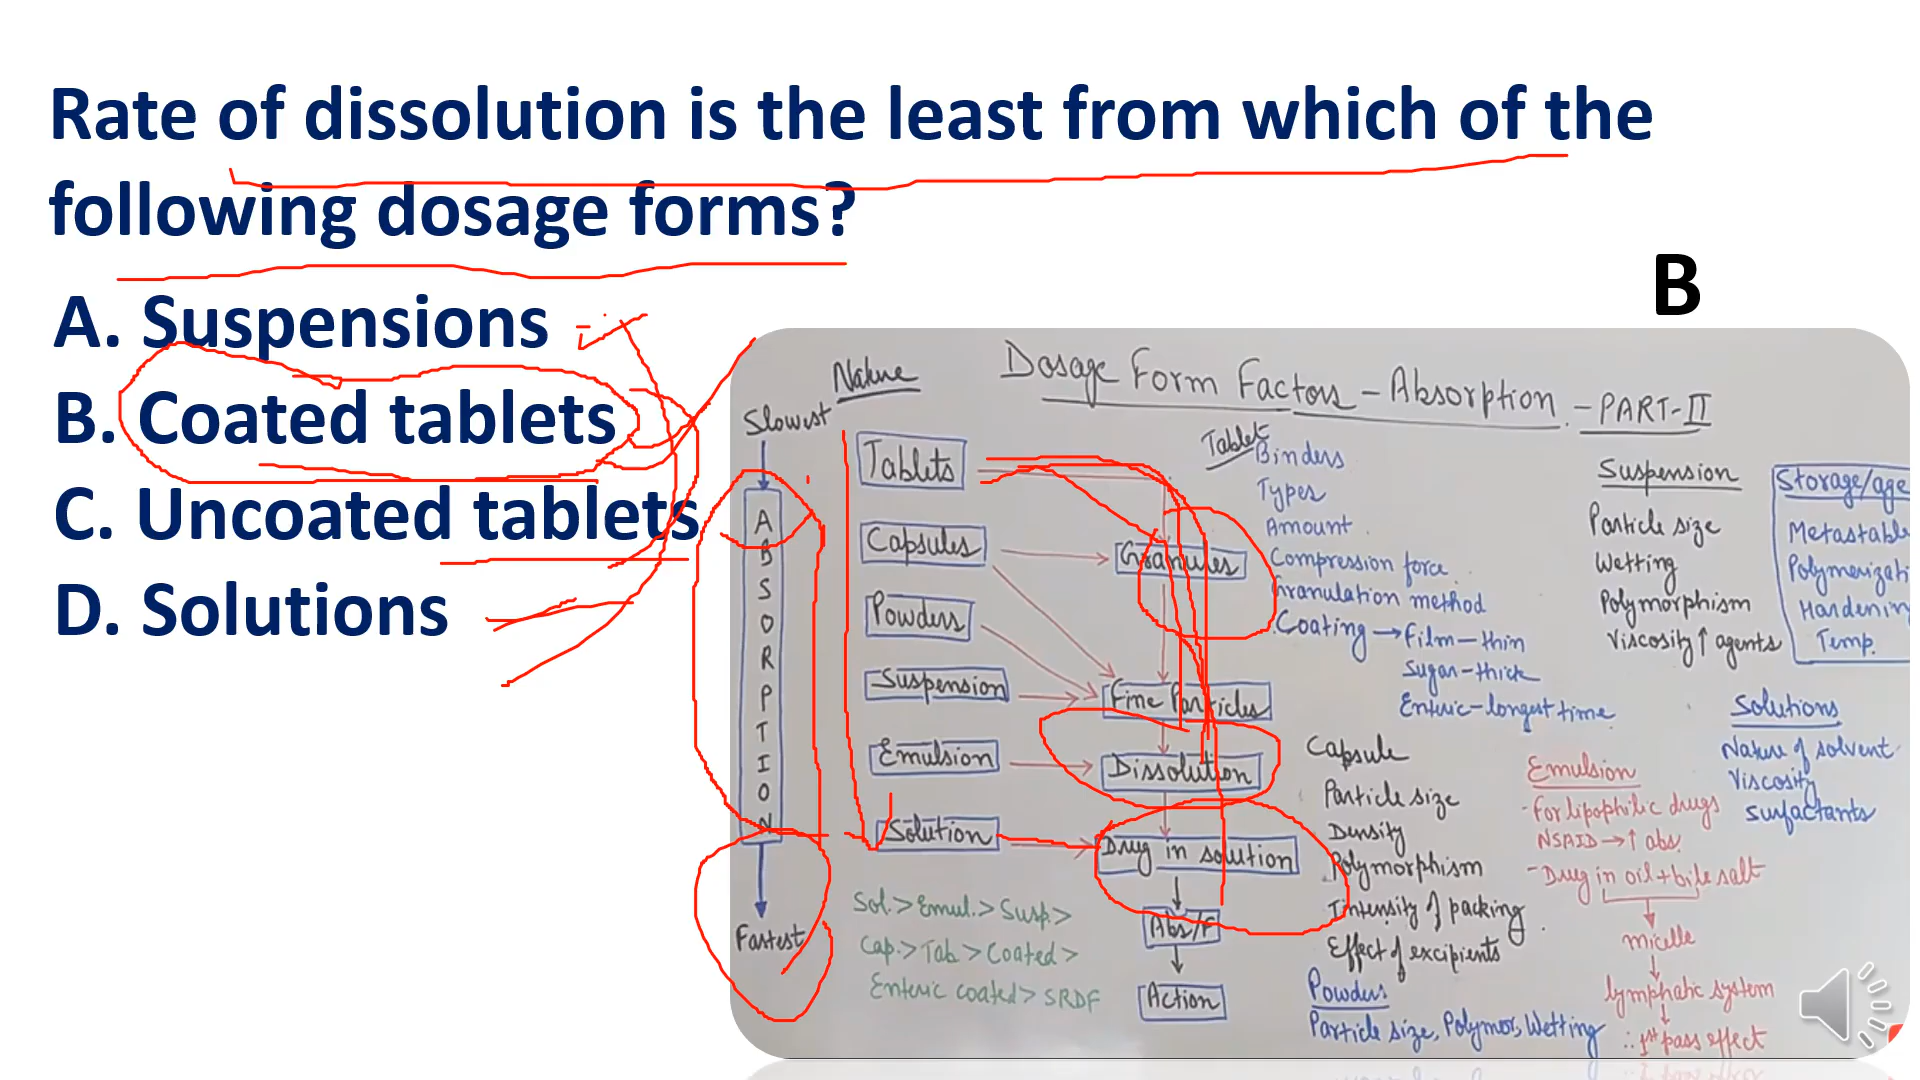 Rate of dissolution is the least from which of the
following dosage forms?
A. Suspensions
B. Coated tablets
C. Uncoated tablets
D. Solutions
B
Nature
Dosage Form Factors - Absorption - PART-II
Slowest
ABSORPTION
Fastest
Tablets
Capsules
Powders
Suspension
Emulsion
Solution
Granules
Fine Particles
Dissolution
Drug in solution
Abs/F
Action
Sol. > Emul. > Susp. >
Cap. > Tab > Coated >
Enteric coated > SRDF
Tablet
Binders
Types
Amount
Compression force
Granulation method
Coating → Film - thin
Sugar - thick
Enteric - longest time
Capsule
Particle size
Density
Polymorphism
Intensity of packing
Effect of excipients
Powders
Particle size, Polymor, Wetting
Suspension
Particle size
Wetting
Polymorphism
Viscosity ↑ agents
Emulsion
- For lipophilic drugs
NSAID → ↑ abs.
- Drug in oil + bile salt
micelle
lymphatic system
∴ 1st pass effect
Storage/age
Metastable
Polymerizati
Hardening
Temp.
Solutions
Nature of solvent
Viscosity
Surfactants